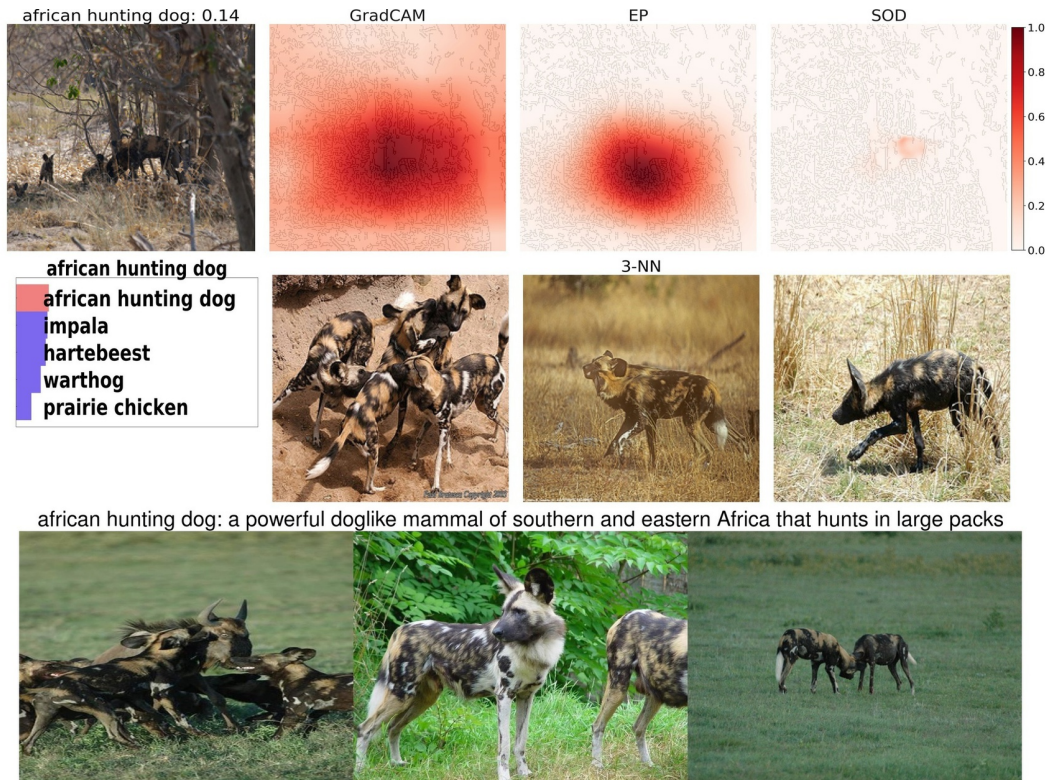 african hunting dog: 0.14
GradCAM
EP
SOD
1.0
0.8
0.6
0.4
0.2
0.0
african hunting dog
african hunting dog
impala
hartebeest
warthog
prairie chicken
3-NN
african hunting dog: a powerful doglike mammal of southern and eastern Africa that hunts in large packs